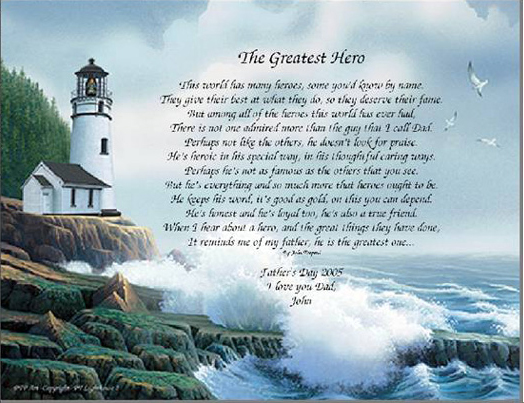 The Greatest Hero
This world has many heroes, some you'd know by name.
They give their best at what they do, so they deserve their fame.
But among all of the heroes this world has ever had,
There is not one admired more than the guy that I call Dad.
Perhaps not like the others, he doesn't look for praise.
He's heroic in his special way, in his thoughtful caring ways.
Perhaps he's not as famous as the others that you see.
But he's everything and so much more that heroes ought to be.
He keeps his word, it's good as gold, on this you can depend.
He's honest and he's loyal too, he's also a true friend.
When I hear about a hero, and the great things they have done,
It reminds me of my father, he is the greatest one...
By John
Father's Day 2005
I love you Dad,
John
Art Copyright Lighthouse